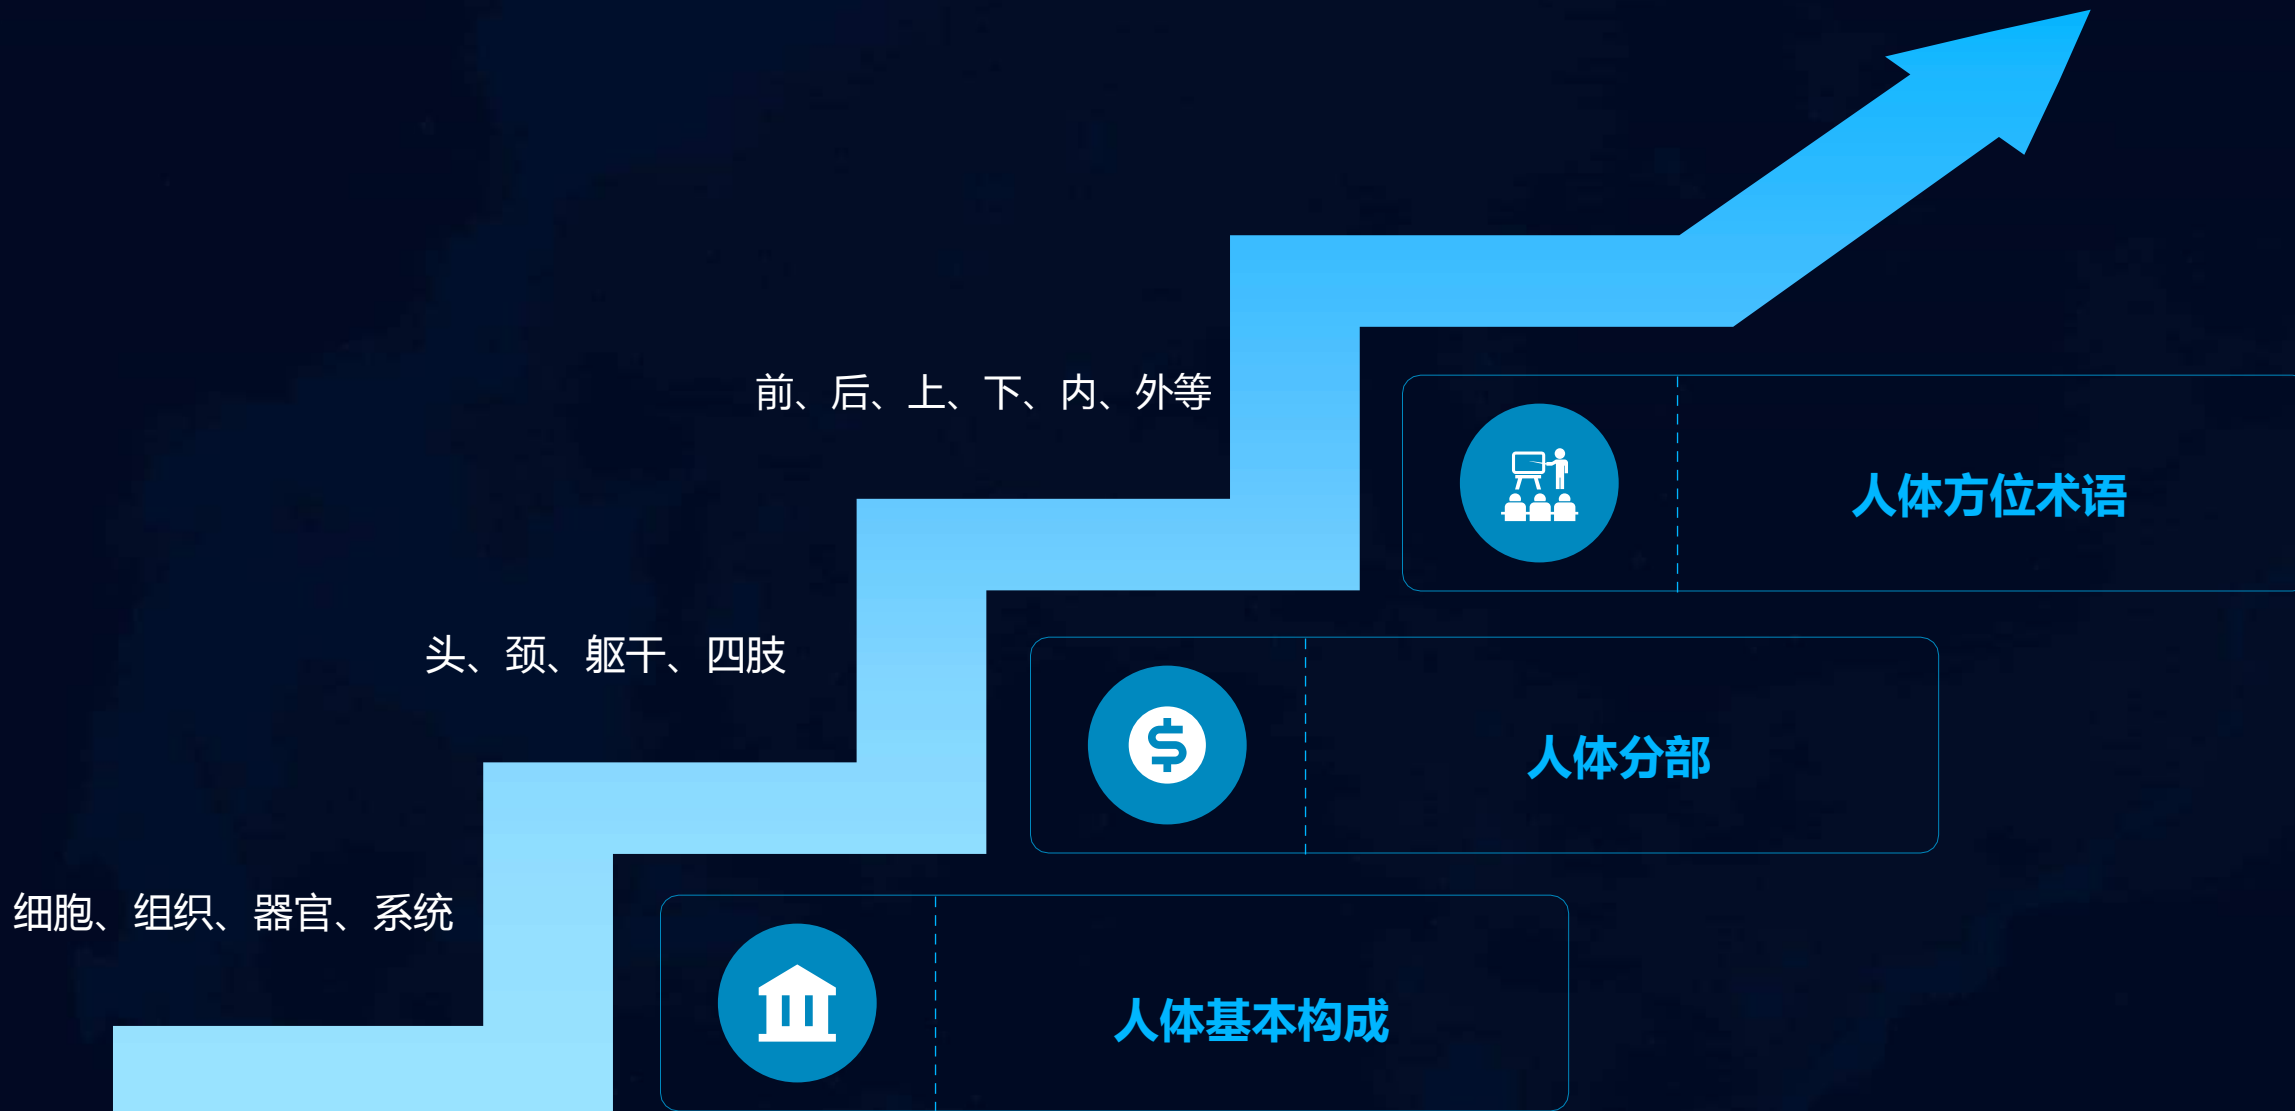 前、后、上、下、内、外等
人体方位术语
头、颈、躯干、四肢
人体分部
细胞、组织、器官、系统
人体基本构成